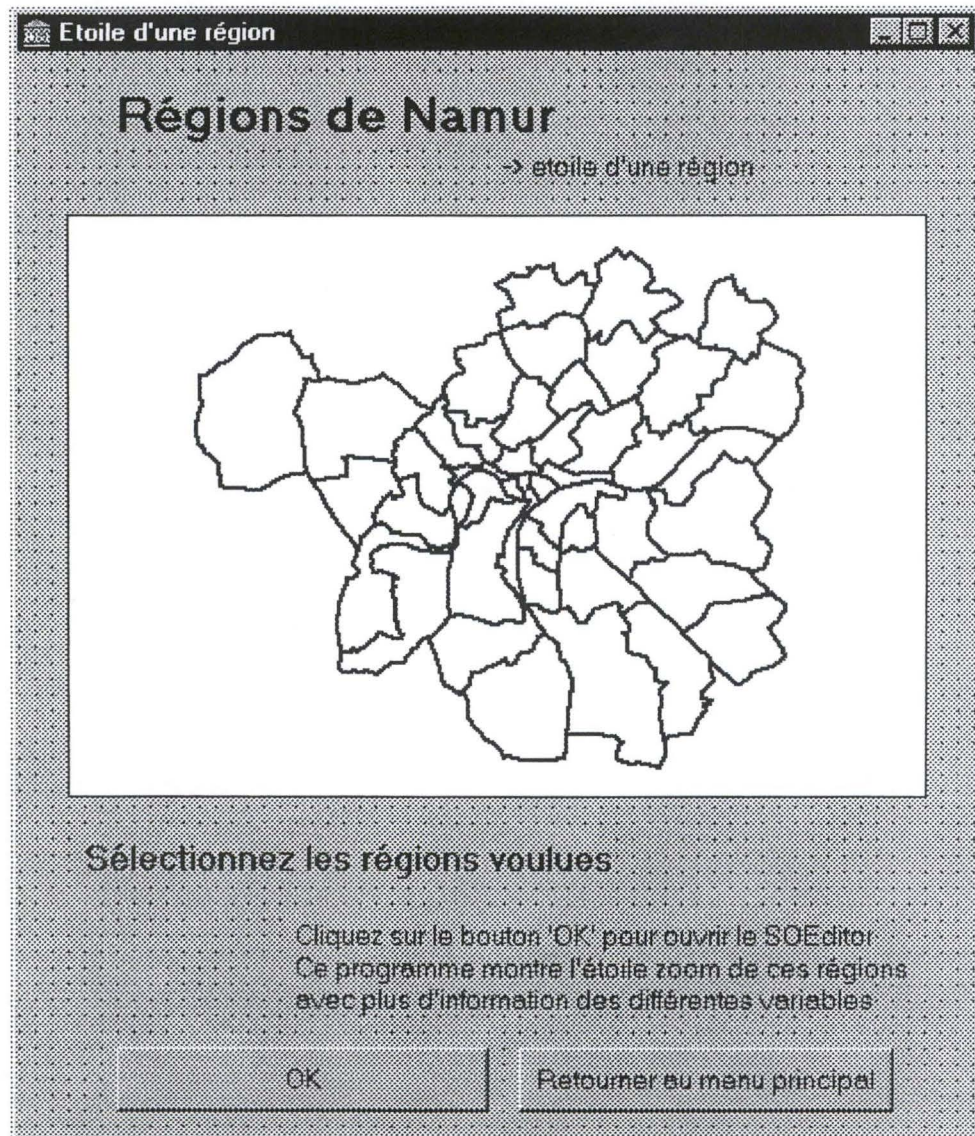 Etoile d'une région
Régions de Namur
-> etoile d'une région
Sélectionnez les régions voulues
Cliquez sur le bouton 'OK' pour ouvrir le SOEditor
Ce programme montre l'étoile zoom de ces régions
avec plus d'information des différentes variables
OK
Retourner au menu principal